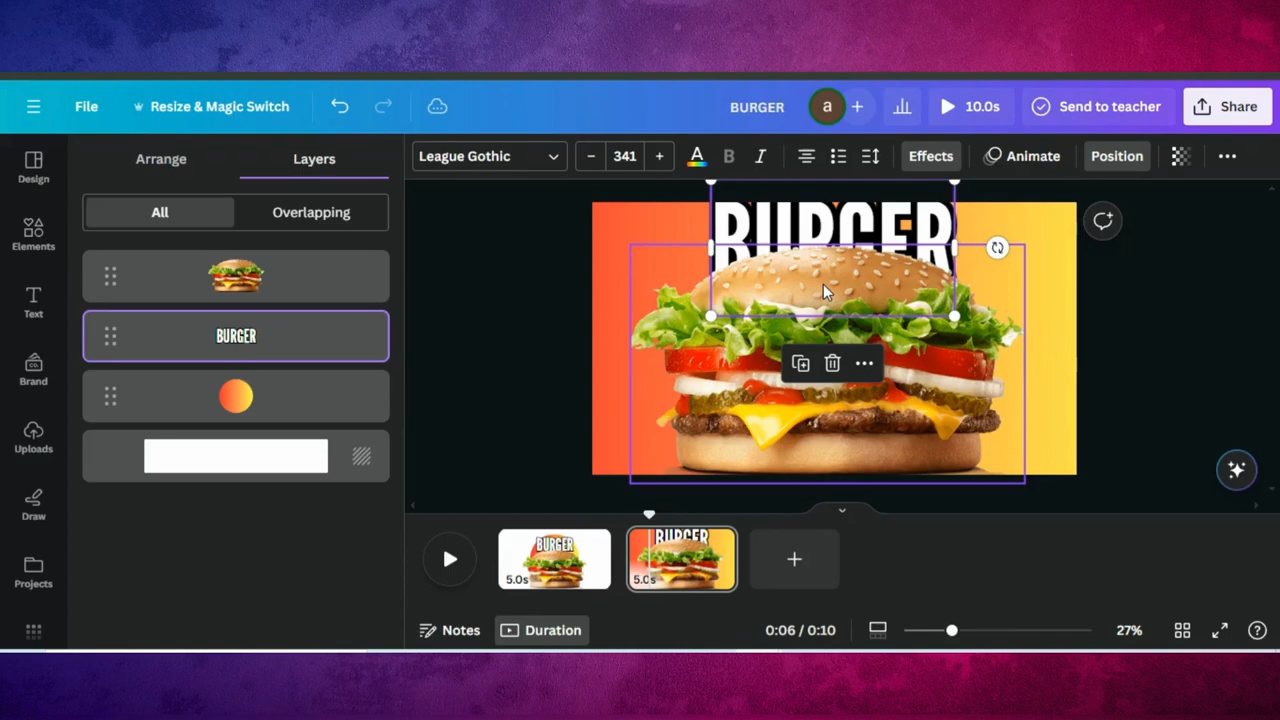 File
Resize & Magic Switch
BURGER
a
10.0s
Send to teacher
Share
Design
Elements
Text
Brand
CO.
Uploads
Draw
Projects
Arrange
Layers
All
Overlapping
BURGER
League Gothic
341
A
B
I
Effects
Animate
Position
BURGER
BURGER
5.0s
BURGER
5.0s
Notes
Duration
0:06 / 0:10
27%